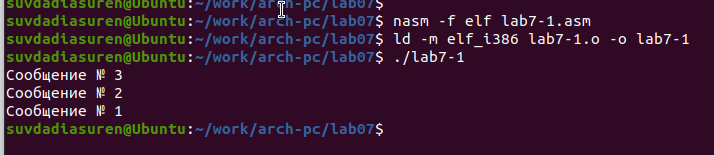 suvdadiasuren@Ubuntu:~/work/arch-pc/lab07$
suvdadiasuren@Ubuntu:~/work/arch-pc/lab07$ nasm -f elf lab7-1.asm
suvdadiasuren@Ubuntu:~/work/arch-pc/lab07$ ld -m elf_i386 lab7-1.o -o lab7-1
suvdadiasuren@Ubuntu:~/work/arch-pc/lab07$ ./lab7-1
Сообщение № 3
Сообщение № 2
Сообщение № 1
suvdadiasuren@Ubuntu:~/work/arch-pc/lab07$